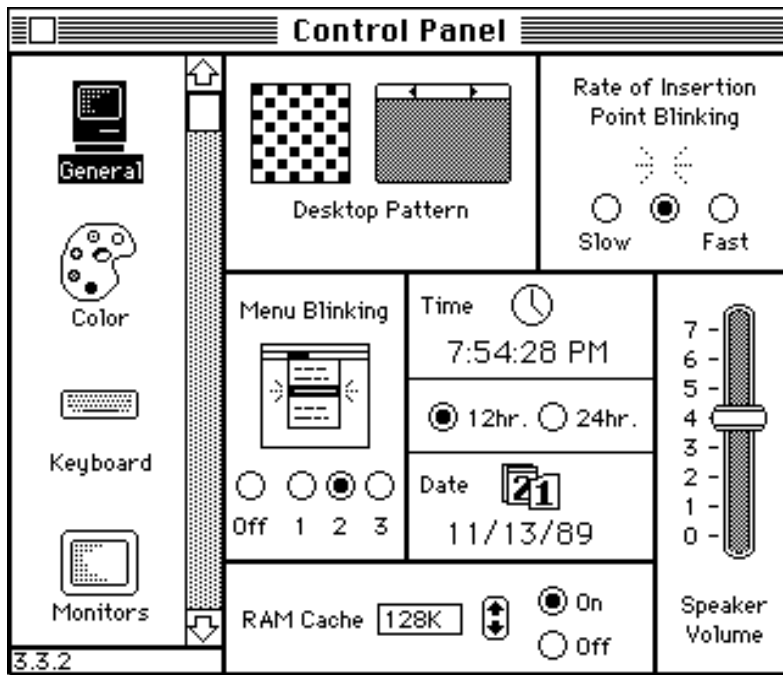 Control Panel
General
Color
Keyboard
Monitors
3.3.2
Desktop Pattern
Rate of Insertion
Point Blinking
Slow Fast
Menu Blinking
Off 1 2 3
Time
7:54:28 PM
12hr. 24hr.
Date
21
11/13/89
7
6
5
4
3
2
1
0
Speaker
Volume
RAM Cache 128K
On
Off